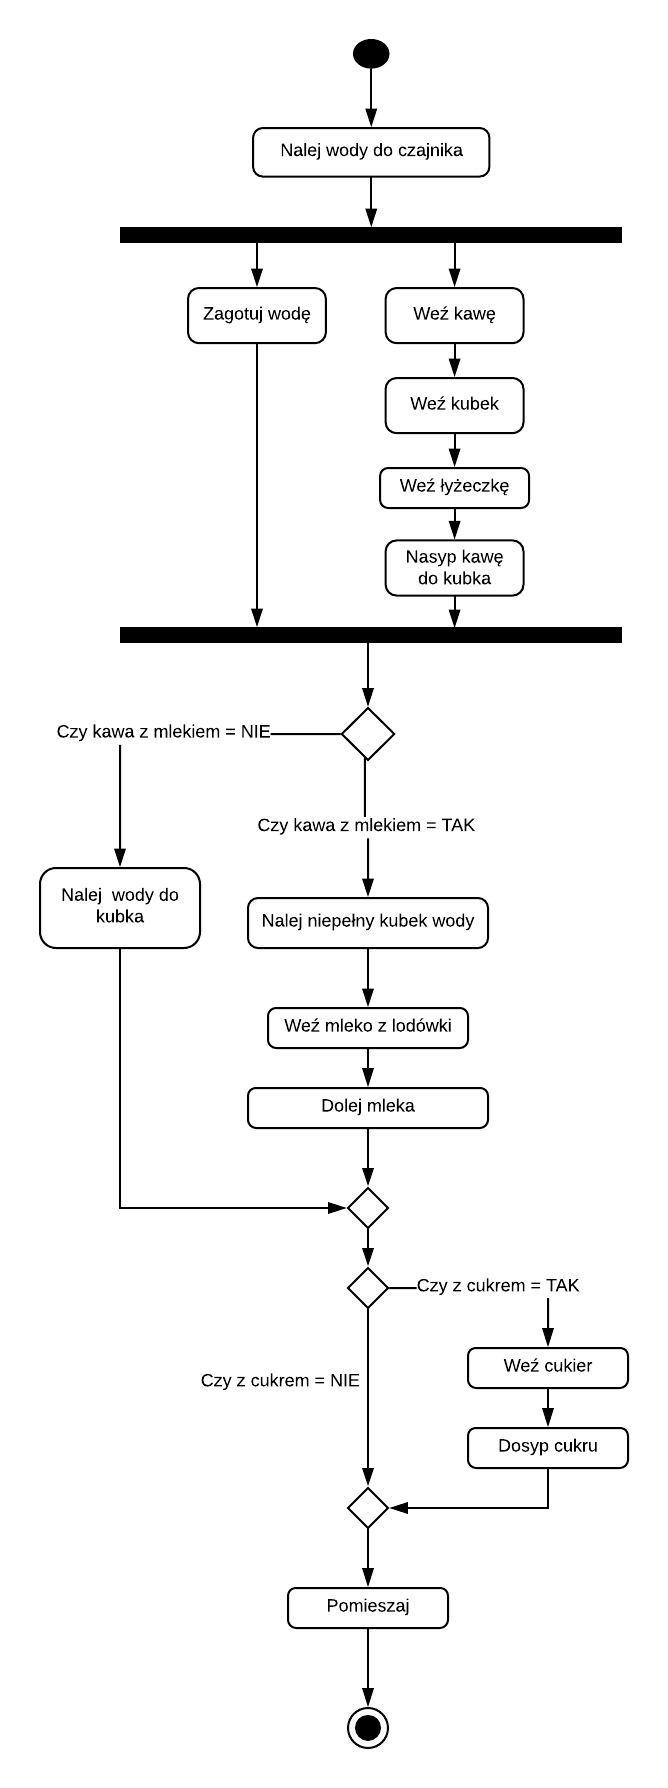 Nalej wody do czajnika
Zagotuj wodę
Weź kawę
Weź kubek
Weź łyżeczkę
Nasyp kawę
do kubka
Czy kawa z mlekiem = NIE
Czy kawa z mlekiem = TAK
Nalej  wody do
kubka
Nalej niepełny kubek wody
Weź mleko z lodówki
Dolej mleka
Czy z cukrem = TAK
Weź cukier
Czy z cukrem = NIE
Dosyp cukru
Pomieszaj